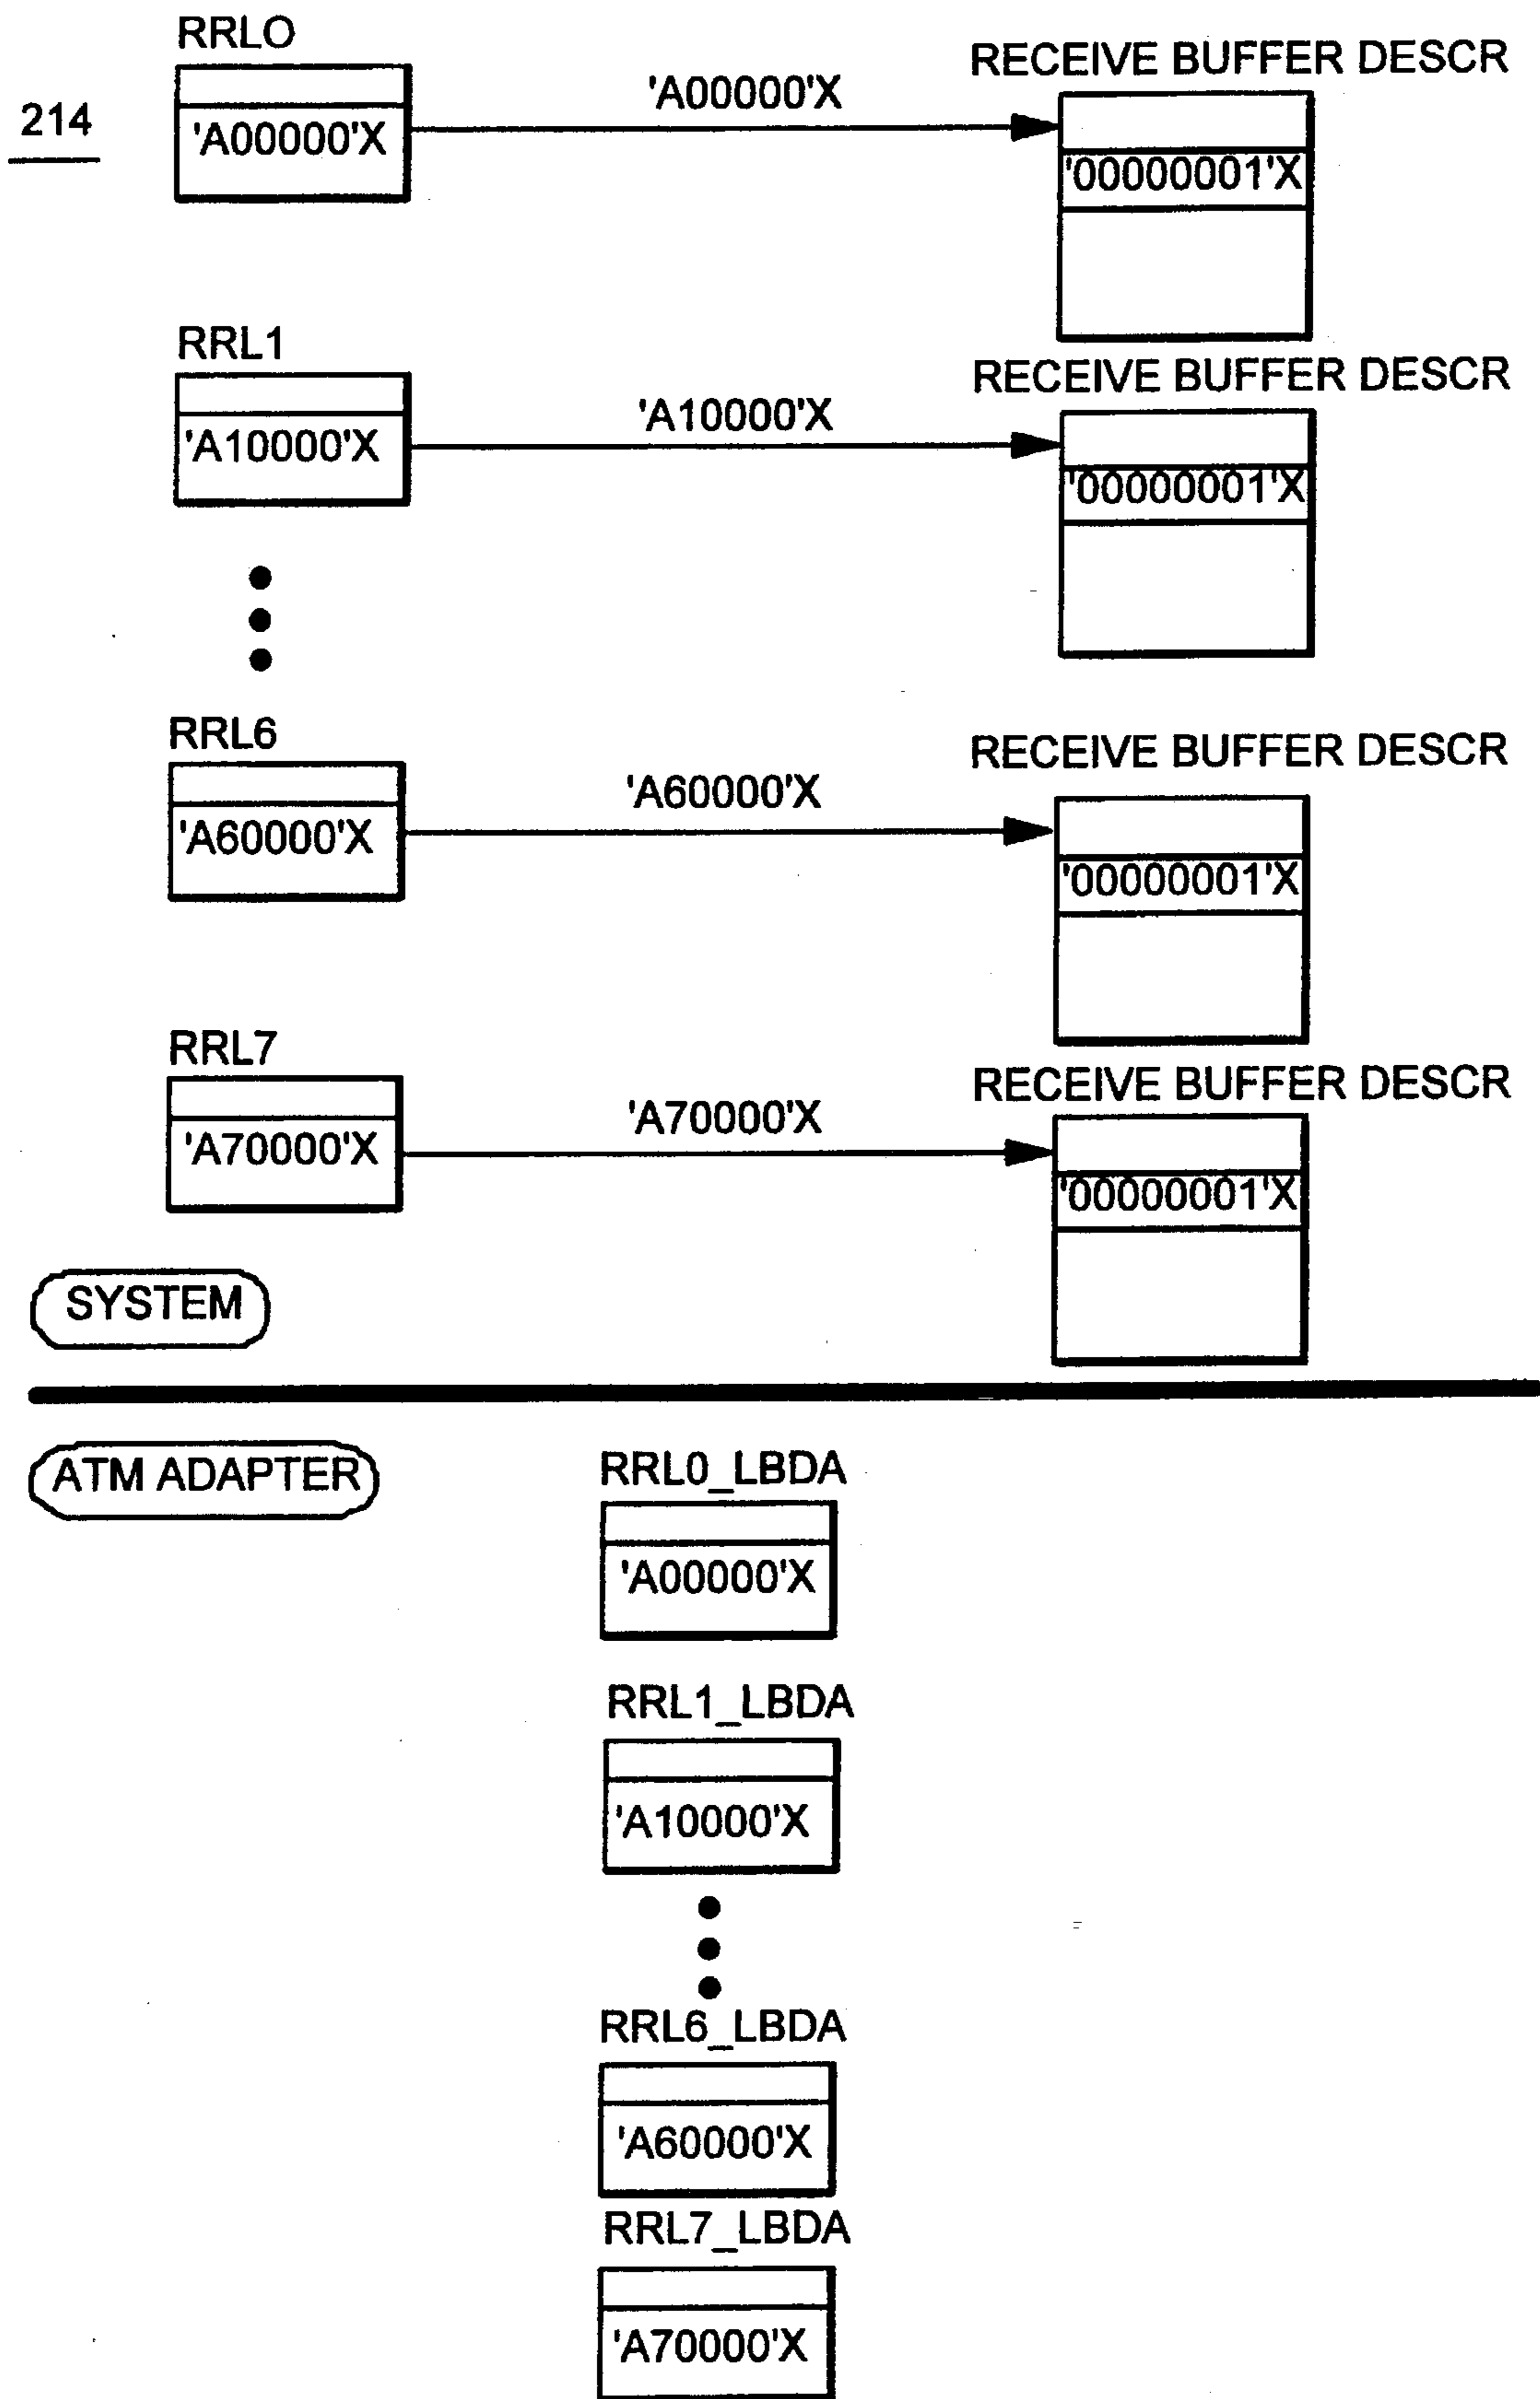 RRLO
RECEIVE BUFFER DESCR
214
'A00000'X
'A00000'X
'00000001'X
RRL1
RECEIVE BUFFER DESCR
'A10000'X
'A10000'X
'00000001'X
RRL6
RECEIVE BUFFER DESCR
'A60000'X
'A60000'X
'00000001'X
RRL7
RECEIVE BUFFER DESCR
'A70000'X
'A70000'X
'00000001'X
SYSTEM
ATM ADAPTER
RRL0_LBDA
'A00000'X
RRL1_LBDA
'A10000'X
RRL6_LBDA
'A60000'X
RRL7_LBDA
'A70000'X